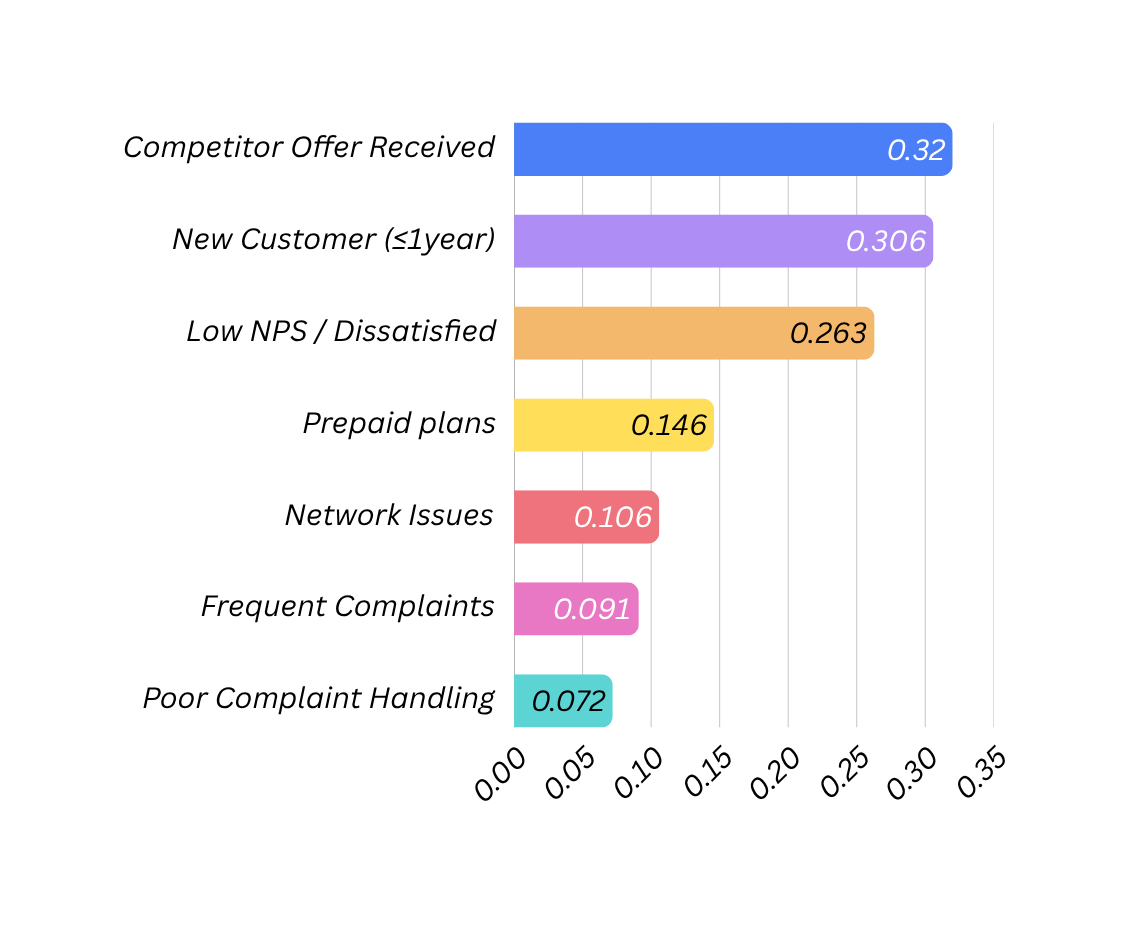 Competitor Offer Received 0.32
New Customer (≤1year) 0.306
Low NPS / Dissatisfied 0.263
Prepaid plans 0.146
Network Issues 0.106
Frequent Complaints 0.091
Poor Complaint Handling 0.072
0.00 0.05 0.10 0.15 0.20 0.25 0.30 0.35